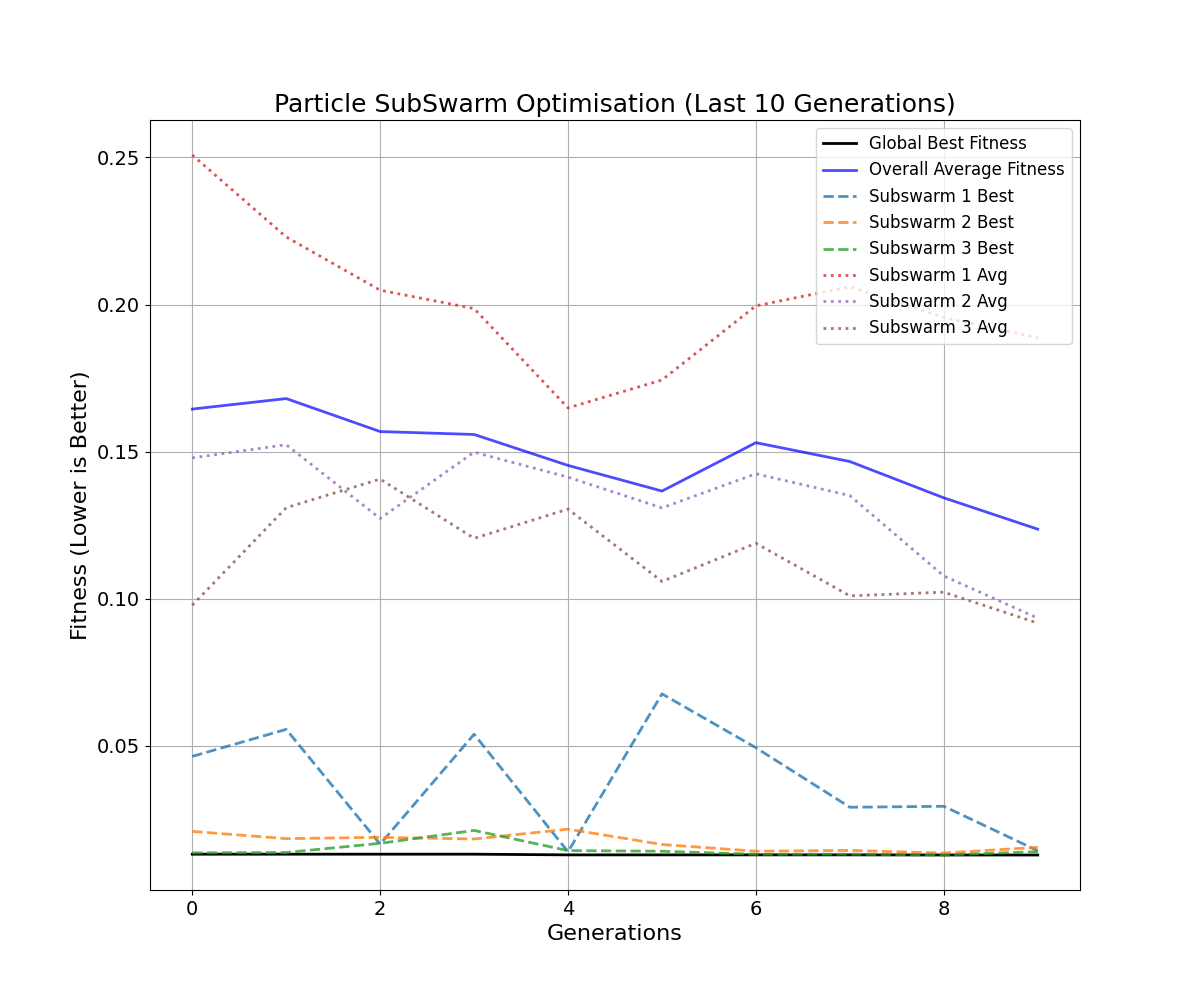 Particle SubSwarm Optimisation (Last 10 Generations)
Global Best Fitness
Overall Average Fitness
Subswarm 1 Best
Subswarm 2 Best
Subswarm 3 Best
Subswarm 1 Avg
Subswarm 2 Avg
Subswarm 3 Avg
Fitness (Lower is Better)
0.25
0.20
0.15
0.10
0.05
0 2 4 6 8
Generations